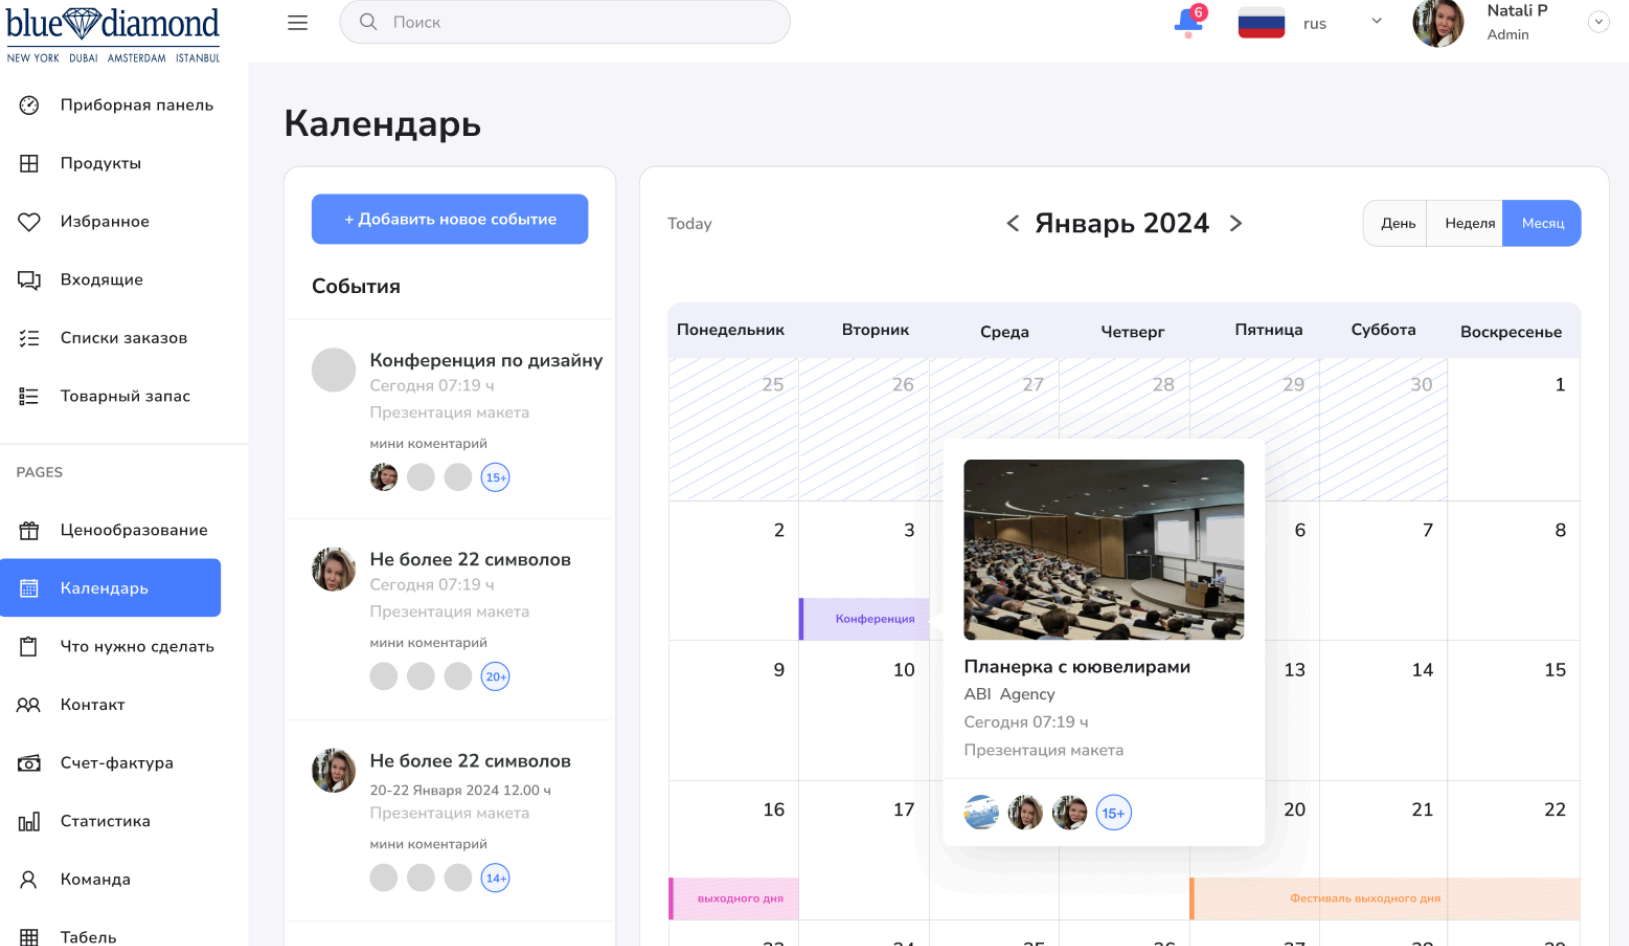 blue diamond
NEW YORK DUBAI AMSTERDAM ISTANBUL
Поиск
6
rus
Natali P
Admin
Приборная панель
Продукты
Избранное
Входящие
Списки заказов
Товарный запас
PAGES
Ценообразование
Календарь
Что нужно сделать
Контакт
Счет-фактура
Статистика
Команда
Табель
Календарь
+ Добавить новое событие
События
Конференция по дизайну
Сегодня 07:19 ч
Презентация макета
мини коментарий
15+
Не более 22 символов
Сегодня 07:19 ч
Презентация макета
мини коментарий
20+
Не более 22 символов
20-22 Января 2024 12.00 ч
Презентация макета
мини коментарий
14+
Today
< Январь 2024 >
День Неделя Месяц
Понедельник Вторник Среда Четверг Пятница Суббота Воскресенье
25 26 27 28 29 30 1
2 3 6 7 8
Конференция
9 10 13 14 15
16 17 20 21 22
выходного дня
Фестиваль выходного дня
Планерка с ююве​лирами
ABI Agency
Сегодня 07:19 ч
Презентация макета
15+